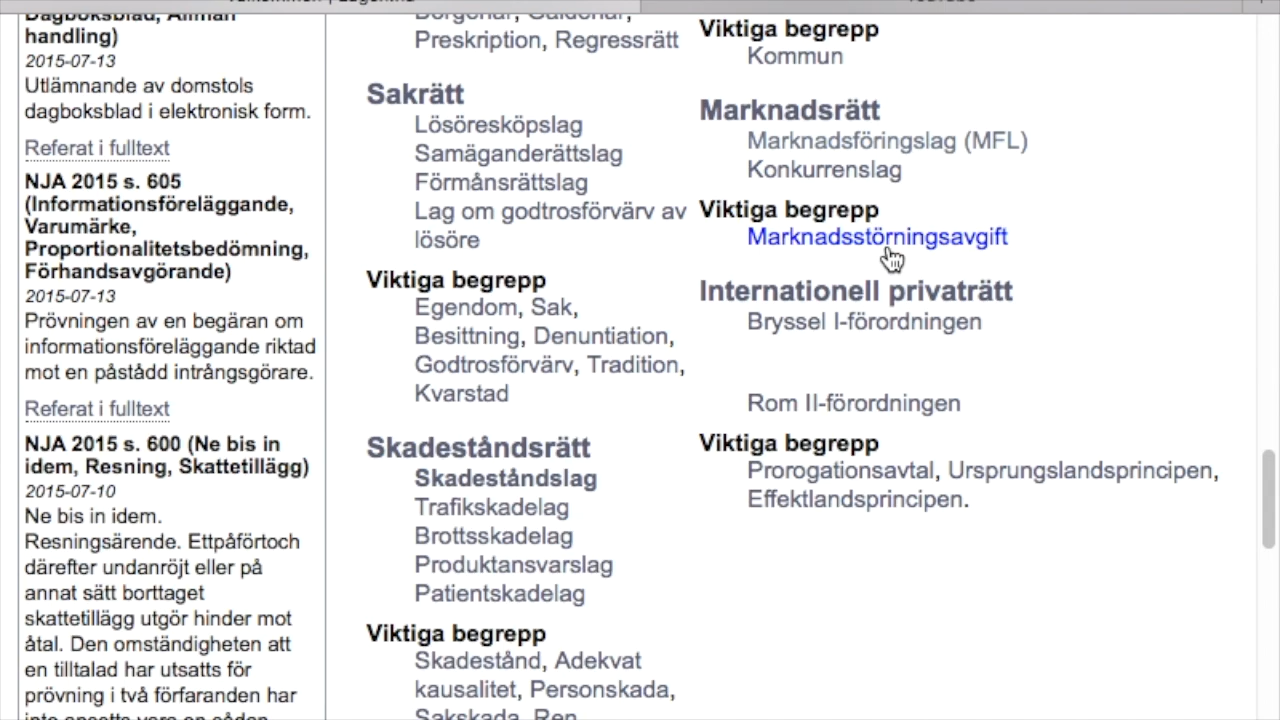 Dagboksblad, Allmän
handling)
2015-07-13
Utlämnande av domstols
dagboksblad i elektronisk form.
Referat i fulltext
NJA 2015 s. 605
(Informationsföreläggande,
Varumärke,
Proportionalitetsbedömning,
Förhandsavgörande)
2015-07-13
Prövningen av en begäran om
informationsföreläggande riktad
mot en påstådd intrångsgörare.
Referat i fulltext
NJA 2015 s. 600 (Ne bis in
idem, Resning, Skattetillägg)
2015-07-10
Ne bis in idem.
Resningsärende. Ettpåförtoch
därefter undanröjt eller på
annat sätt borttaget
skattetillägg utgör hinder mot
åtal. Den omständigheten att
en tilltalad har utsatts för
prövning i två förfaranden har
Preskription, Regressrätt
Sakrätt
Lösöresköpslag
Samäganderättslag
Förmånsrättslag
Lag om godtrosförvärv av
lösöre
Viktiga begrepp
Egendom, Sak,
Besittning, Denuntiation,
Godtrosförvärv, Tradition,
Kvarstad
Skadeståndsrätt
Skadeståndslag
Trafikskadelag
Brottsskadelag
Produktansvarslag
Patientskadelag
Viktiga begrepp
Skadestånd, Adekvat
kausalitet, Personskada,
Sakskada, Ren
Viktiga begrepp
Kommun
Marknadsrätt
Marknadsföringslag (MFL)
Konkurrenslag
Viktiga begrepp
Marknadsstörningsavgift
Internationell privaträtt
Bryssel I-förordningen
Rom II-förordningen
Viktiga begrepp
Prorogationsavtal, Ursprungslandsprincipen,
Effektlandsprincipen.